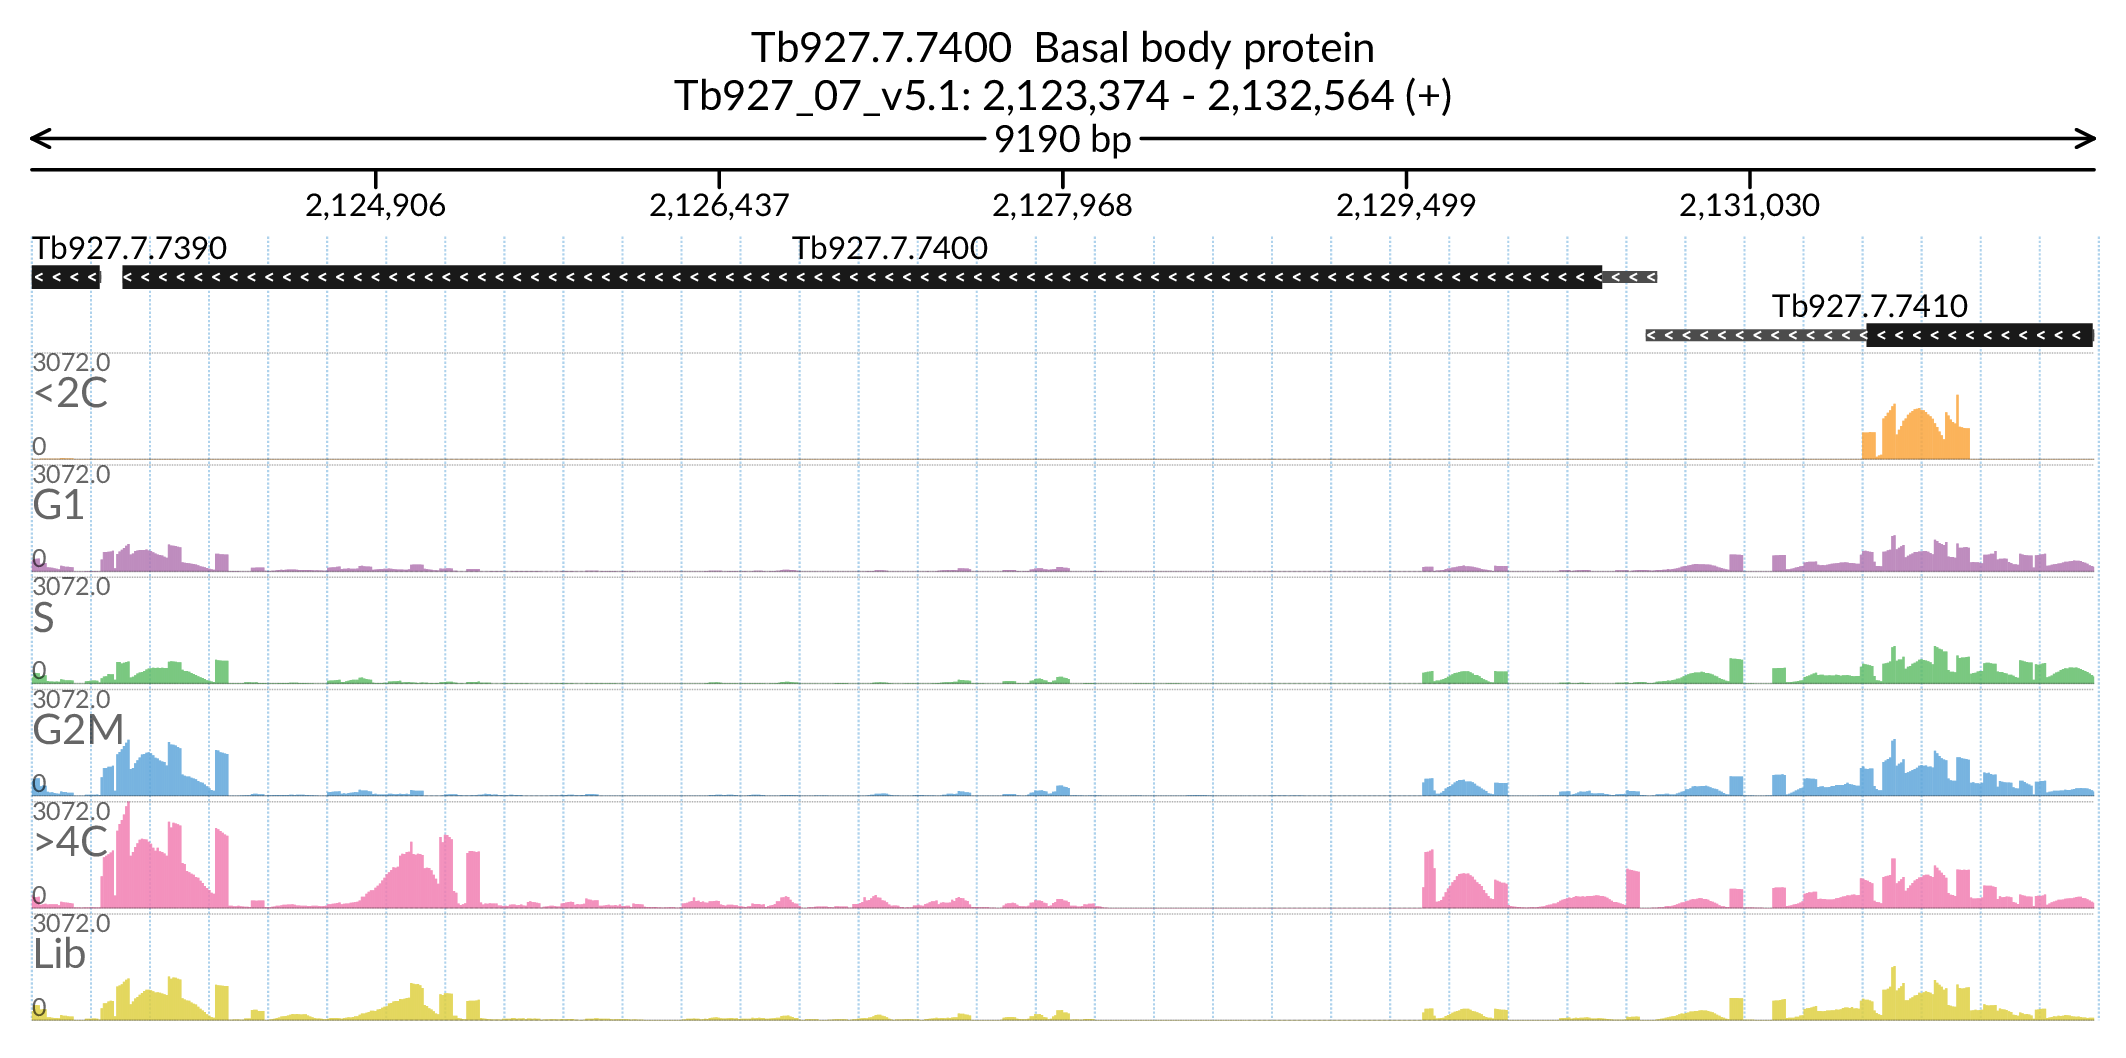 Tb927.7.7400 Basal body protein
Tb927_07_v5.1: 2,123,374 - 2,132,564 (+)
9190 bp
2,124,906 2,126,437 2,127,968 2,129,499 2,131,030
Tb927.7.7390 Tb927.7.7400
Tb927.7.7410
3072.0
<2C
0
3072.0
G1
0
3072.0
S
0
3072.0
G2M
0
3072.0
>4C
0
3072.0
Lib
0